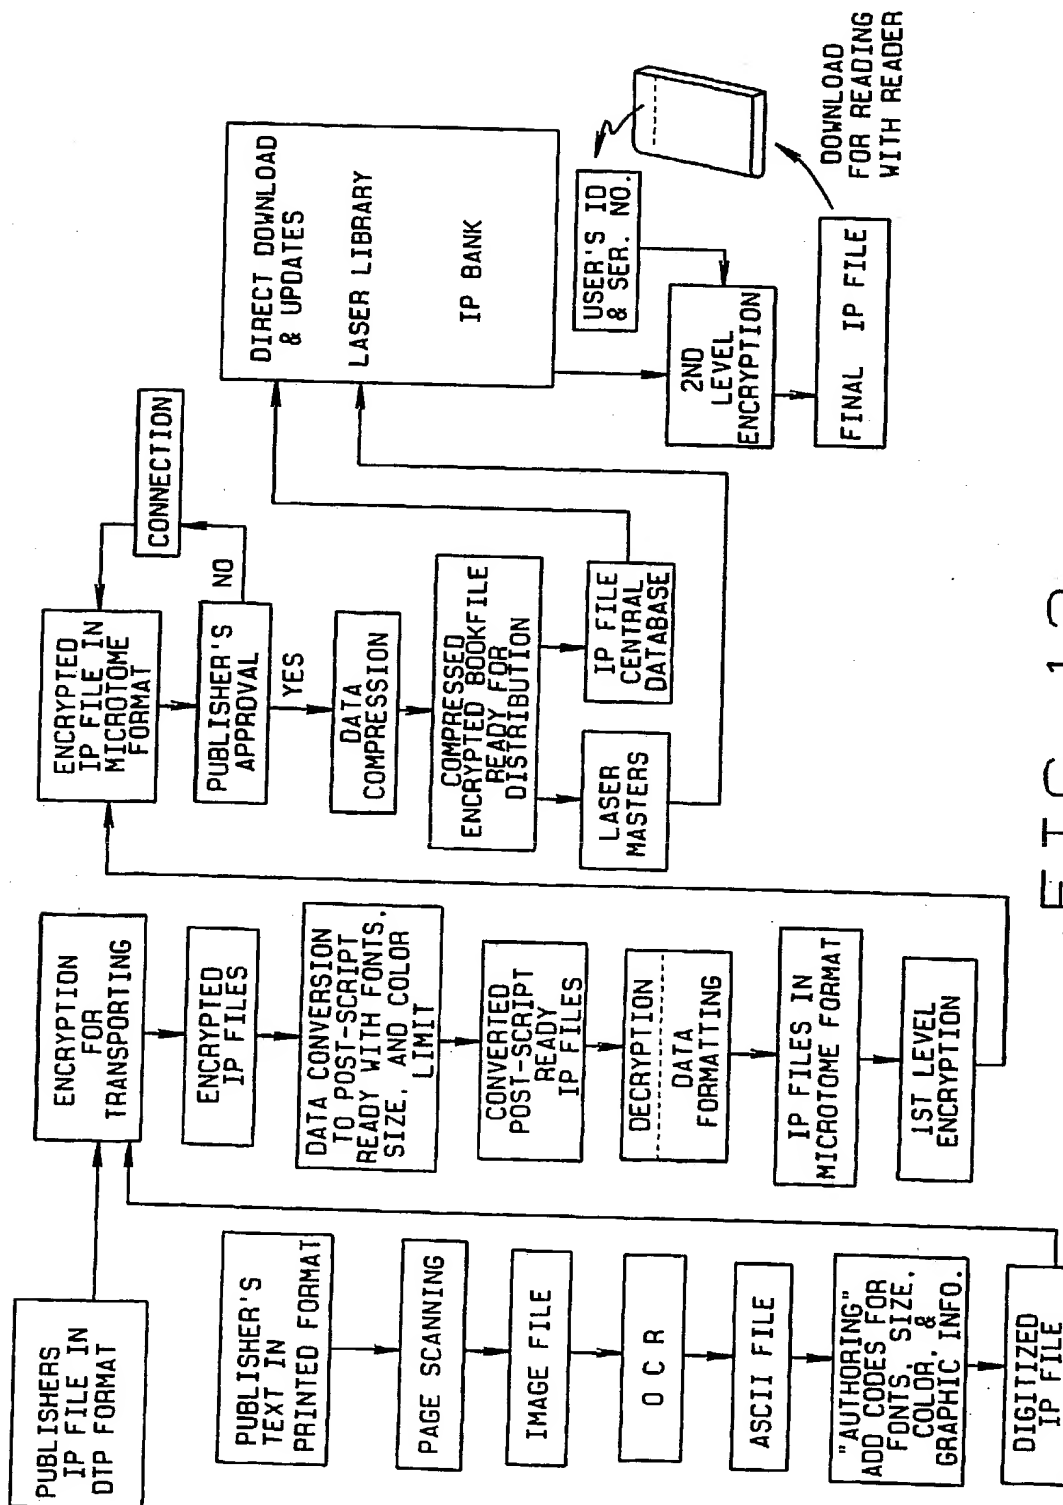 PUBLISHERS
IP FILE IN
DTP FORMAT
PUBLISHER'S
TEXT IN
PRINTED FORMAT
PAGE SCANNING
IMAGE FILE
O C R
ASCII FILE
"AUTHORING"
ADD CODES FOR
FONTS, SIZE,
COLOR, &
GRAPHIC INFO.
DIGITIZED
IP FILE
ENCRYPTION
FOR
TRANSPORTING
ENCRYPTED
IP FILES
DATA CONVERSION
TO POST-SCRIPT
READY WITH FONTS,
SIZE, AND COLOR
LIMIT
CONVERTED
POST-SCRIPT
READY
IP FILES
DECRYPTION
DATA
FORMATTING
IP FILES IN
MICROTOME FORMAT
1ST LEVEL
ENCRYPTION
ENCRYPTED
IP FILE IN
MICROTOME
FORMAT
CONNECTION
PUBLISHER'S
APPROVAL
NO
YES
DATA
COMPRESSION
COMPRESSED
ENCRYPTED BOOKFILE
READY FOR
DISTRIBUTION
LASER
MASTERS
IP FILE
CENTRAL
DATABASE
DIRECT DOWNLOAD
& UPDATES
LASER LIBRARY
IP BANK
USER'S ID
& SER. NO.
2ND
LEVEL
ENCRYPTION
FINAL IP FILE
DOWNLOAD
FOR READING
WITH READER